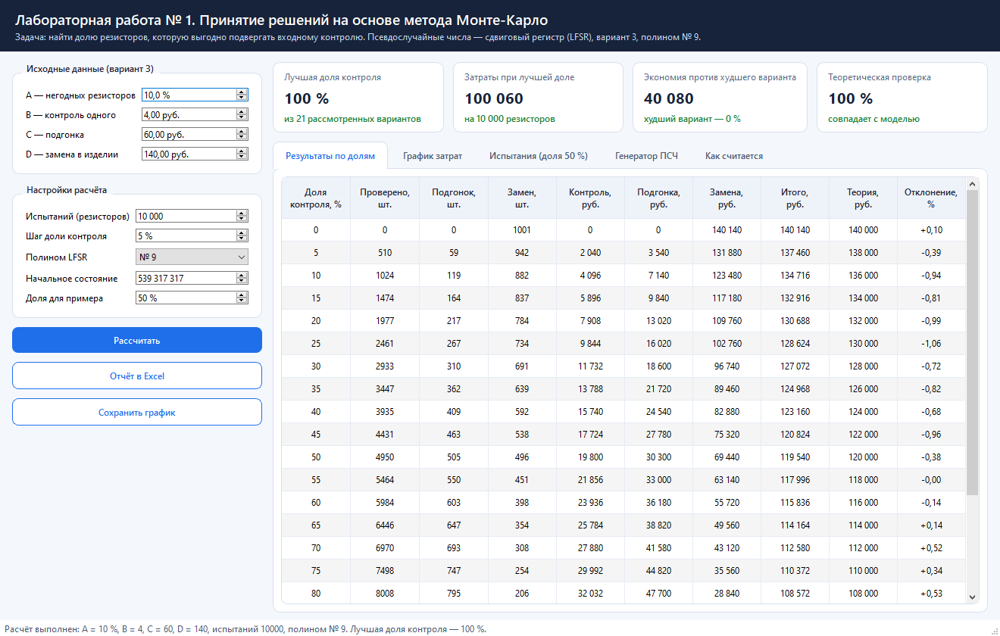 Лабораторная работа № 1. Принятие решений на основе метода Монте-Карло
Задача: найти долю резисторов, которую выгодно подвергать входному контролю. Псевдослучайные числа — сдвиговый регистр (LFSR), вариант 3, полином № 9.
Исходные данные (вариант 3)
A — негодных резисторов 10,0 %
B — контроль одного 4,00 руб.
C — подгонка 60,00 руб.
D — замена в изделии 140,00 руб.
Настройки расчёта
Испытаний (резисторов) 10 000
Шаг доли контроля 5 %
Полином LFSR № 9
Начальное состояние 539 317 317
Доля для примера 50 %
Рассчитать
Отчёт в Excel
Сохранить график
Лучшая доля контроля
100 %
из 21 рассмотренных вариантов
Затраты при лучшей доле
100 060
на 10 000 резисторов
Экономия против худшего варианта
40 080
худший вариант — 0 %
Теоретическая проверка
100 %
совпадает с моделью
Результаты по долям График затрат Испытания (доля 50 %) Генератор ПСЧ Как считается
Доля Проверено, Подгонок, Замен, Контроль, Подгонка, Замена, Итого, Теория, Отклонение,
контроля, % шт. шт. шт. руб. руб. руб. руб. руб. %
0 0 0 1001 0 0 140 140 140 140 140 000 +0,10
5 510 59 942 2 040 3 540 131 880 137 460 138 000 -0,39
10 1024 119 882 4 096 7 140 123 480 134 716 136 000 -0,94
15 1474 164 837 5 896 9 840 117 180 132 916 134 000 -0,81
20 1977 217 784 7 908 13 020 109 760 130 688 132 000 -0,99
25 2461 267 734 9 844 16 020 102 760 128 624 130 000 -1,06
30 2933 310 691 11 732 18 600 96 740 127 072 128 000 -0,72
35 3447 362 639 13 788 21 720 89 460 124 968 126 000 -0,82
40 3935 409 592 15 740 24 540 82 880 123 160 124 000 -0,68
45 4431 463 538 17 724 27 780 75 320 120 824 122 000 -0,96
50 4950 505 496 19 800 30 300 69 440 119 540 120 000 -0,38
55 5464 550 451 21 856 33 000 63 140 117 996 118 000 -0,00
60 5984 603 398 23 936 36 180 55 720 115 836 116 000 -0,14
65 6446 647 354 25 784 38 820 49 560 114 164 114 000 +0,14
70 6970 693 308 27 880 41 580 43 120 112 580 112 000 +0,52
75 7498 747 254 29 992 44 820 35 560 110 372 110 000 +0,34
80 8008 795 206 32 032 47 700 28 840 108 572 108 000 +0,53
Расчёт выполнен: A = 10 %, B = 4, C = 60, D = 140, испытаний 10000, полином № 9. Лучшая доля контроля — 100 %.